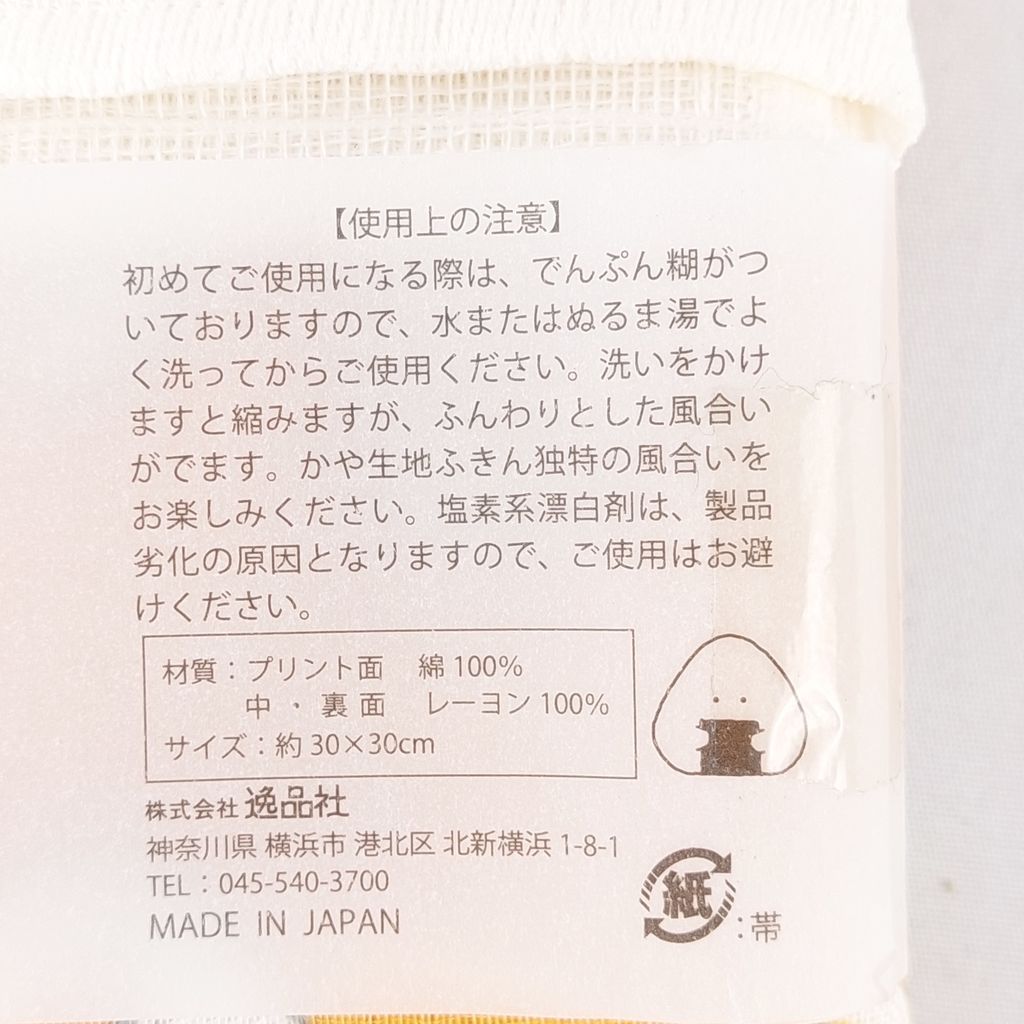 【使用上の注意】
初めてご使用になる際は、でんぷん糊がつ
いておりますので、水またはぬるま湯でよ
く洗ってからご使用ください。洗いをかけ
ますと縮みますが、ふんわりとした風合い
がでます。かや生地ふきん独特の風合いを
お楽しみください。塩素系漂白剤は、製品
劣化の原因となりますので、ご使用はお避
けください。
材質：プリント面　綿 100%
中・裏面　レーヨン 100%
サイズ：約 30×30cm
株式会社 逸品社
神奈川県 横浜市 港北区 北新横浜 1-8-1
TEL：045-540-3700
MADE IN JAPAN
紙：帯